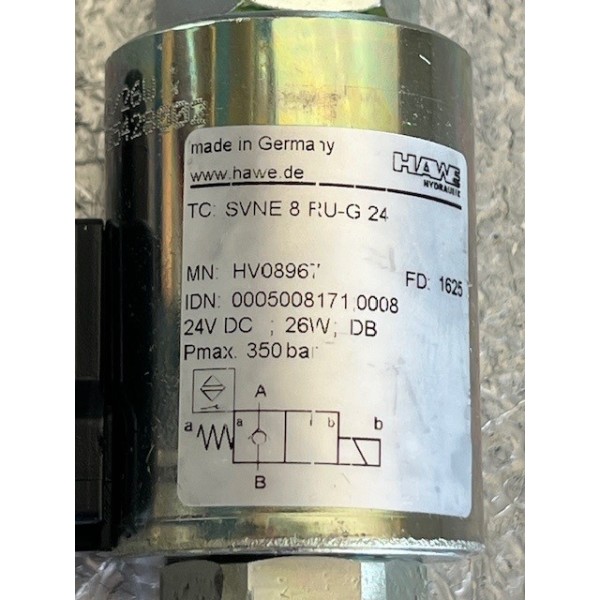 made in Germany
www.hawe.de
HAWE
HYDRAULIK
TC: SVNE 8 RU-G 24
MN: HV08967
FD: 1625
IDN: 0005008171 0008
24V DC ; 26W; DB
Pmax. 350 bar
A
a a b b
B